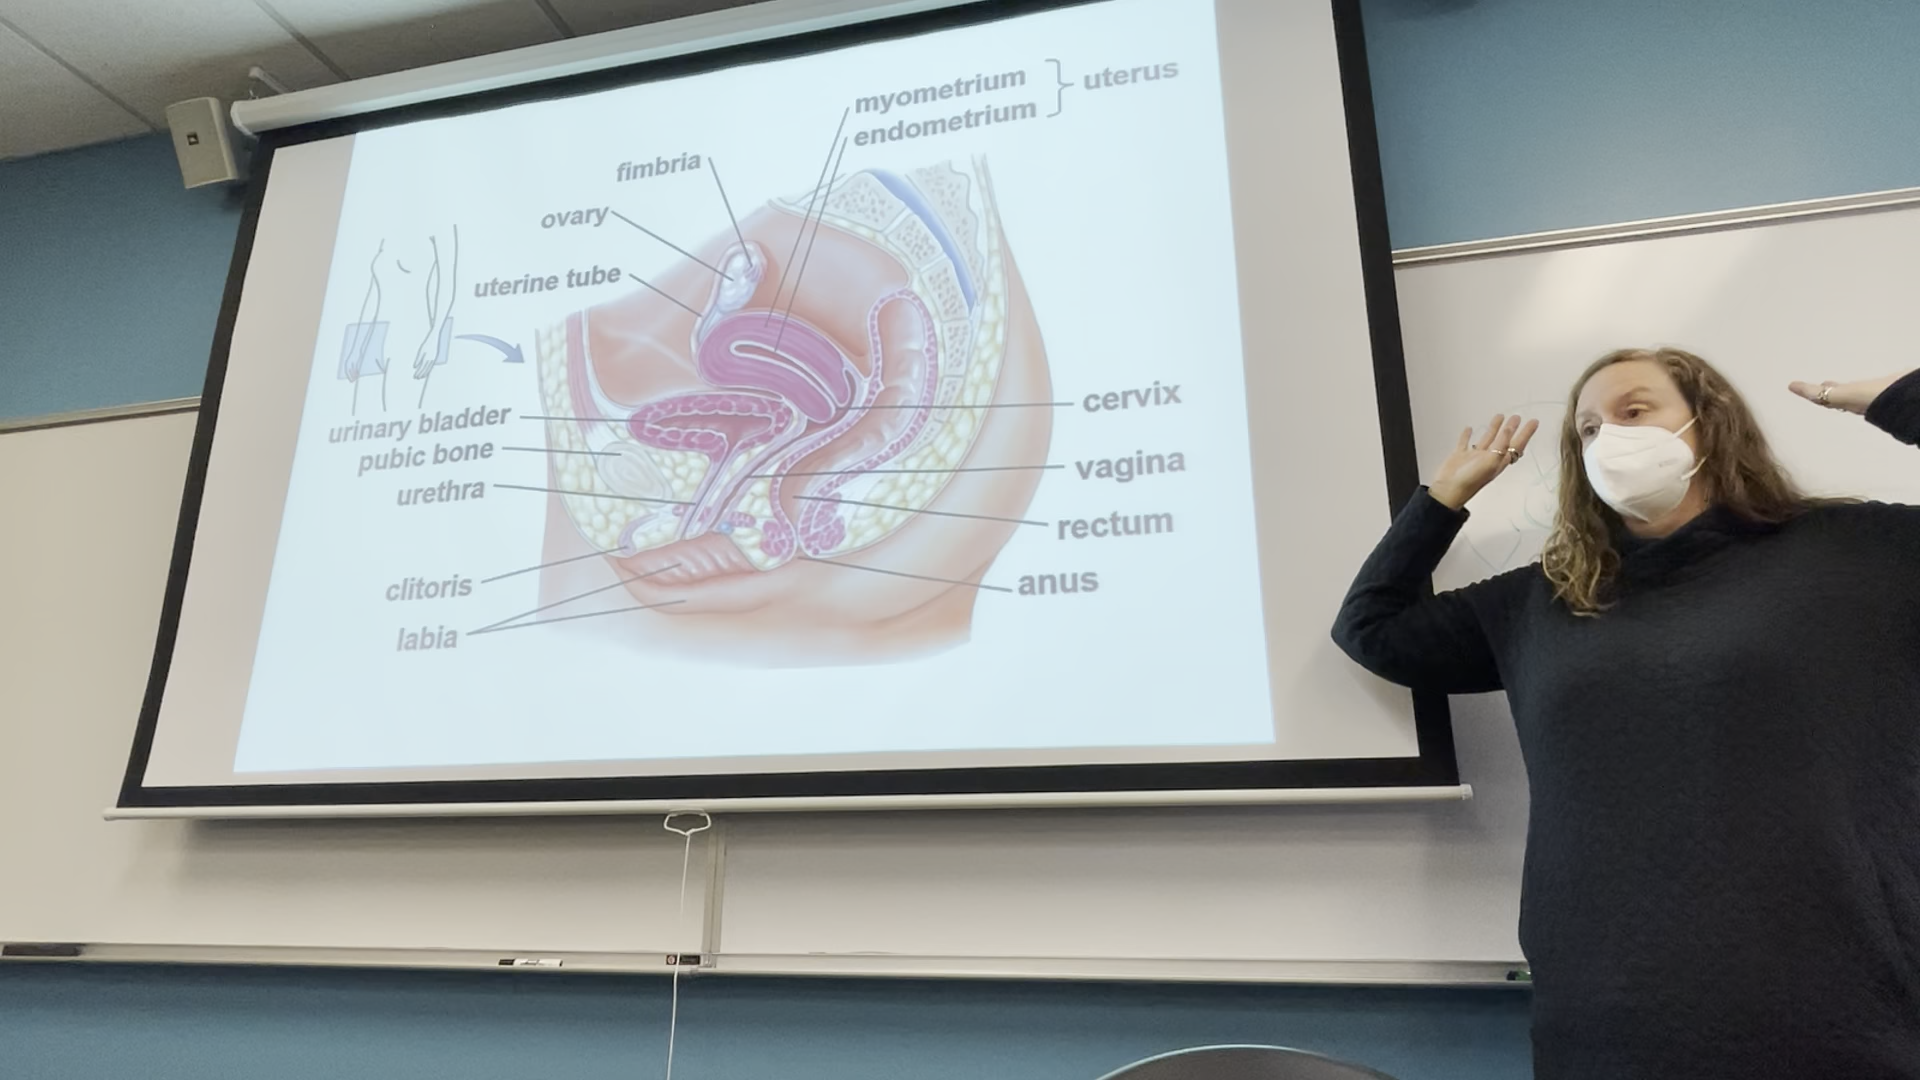 myometrium
endometrium
uterus
fimbria
ovary
uterine tube
urinary bladder
pubic bone
urethra
clitoris
labia
cervix
vagina
rectum
anus